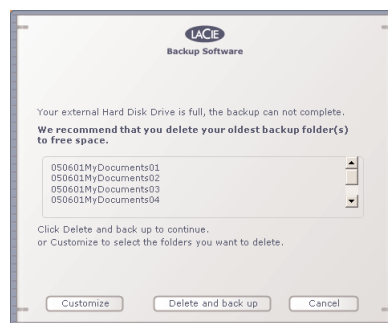 LACIE
Backup Software
Your external Hard Disk Drive is full, the backup can not complete.
We recommend that you delete your oldest backup folder(s)
to free space.
050601MyDocuments01
050601MyDocuments02
050601MyDocuments03
050601MyDocuments04
Click Delete and back up to continue.
or Customize to select the folders you want to delete.
Customize
Delete and back up
Cancel